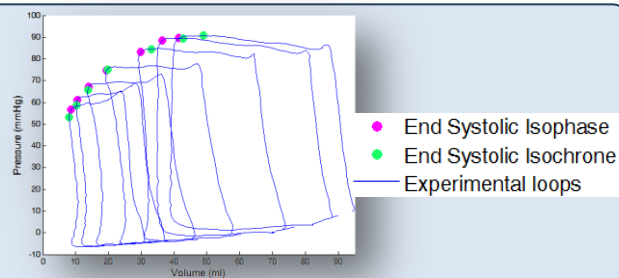 100
90
80
70
60
50
40
30
20
10
0
-10
Pressure (mmHg)
0 10 20 30 40 50 60 70 80 90
Volume (ml)
End Systolic Isophase
End Systolic Isochrone
Experimental loops